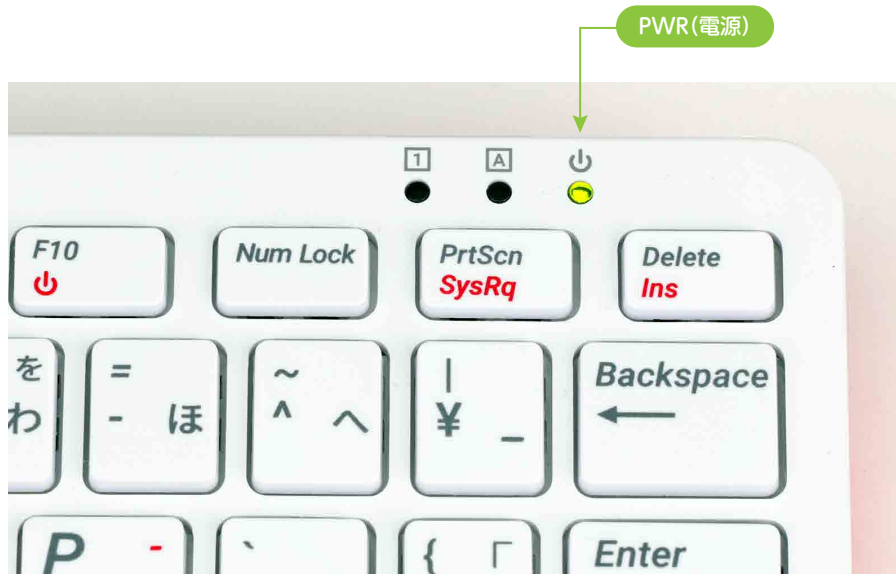 PWR(電源)
1 A
F10
Num Lock
PrtScn
SysRq
Delete
Ins
を
わ
=
- ほ
~
^ へ
|
¥ _
Backspace
P -
`
{ 「
Enter